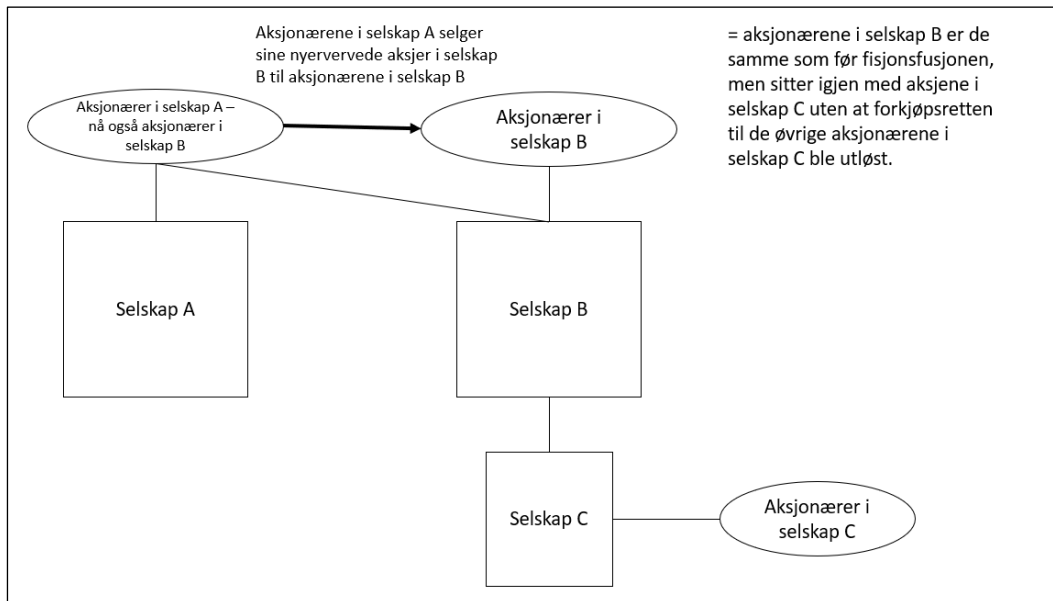 Aksjonærene i selskap A selger
sine nyervervede aksjer i selskap
B til aksjonærene i selskap B
= aksjonærene i selskap B er de
samme som før fisjonsfusjonen,
men sitter igjen med aksjene i
selskap C uten at forkjøpsretten
til de øvrige aksjonærene i
selskap C ble utløst.
Aksjonærer i selskap A –
nå også aksjonærer i
selskap B
Aksjonærer i
selskap B
Selskap A
Selskap B
Selskap C
Aksjonærer i
selskap C